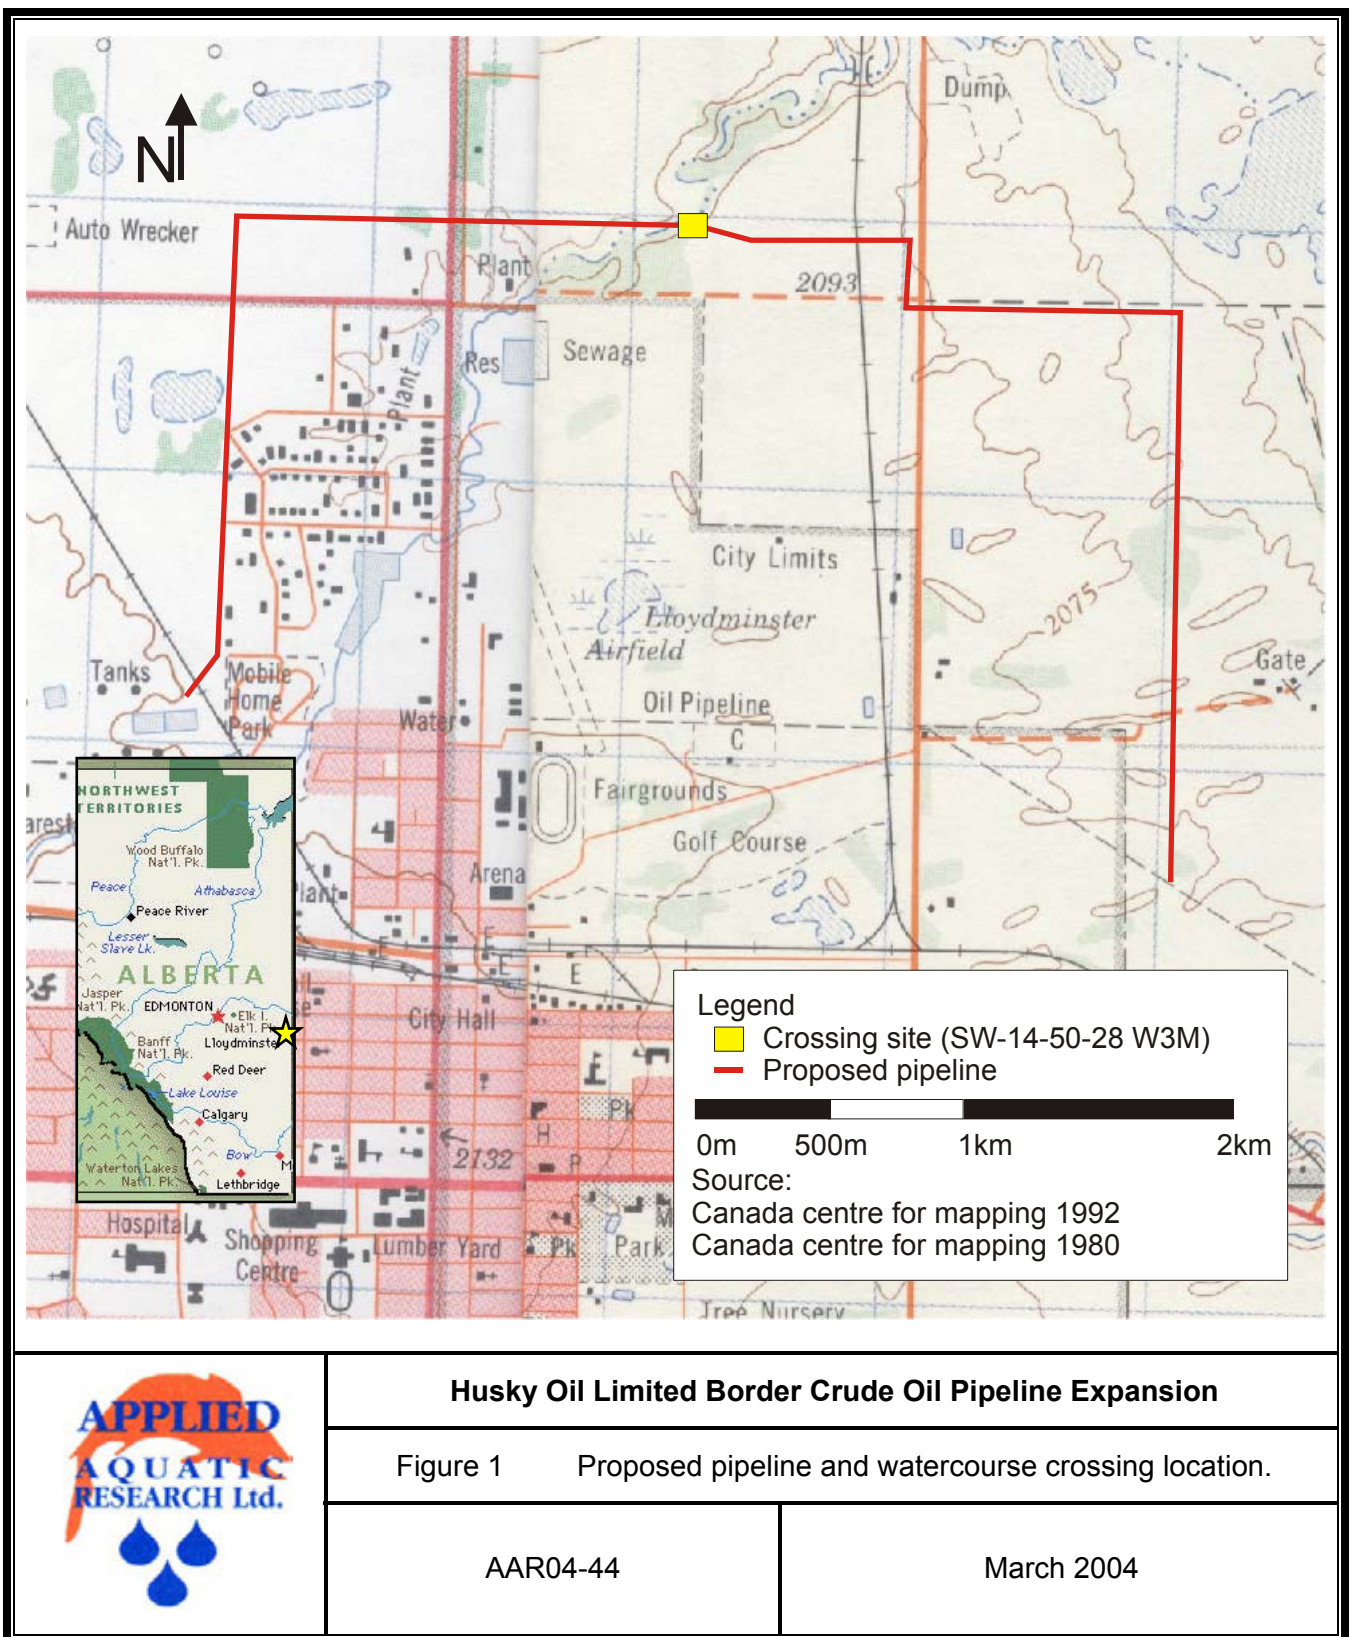 Dump
N
Auto Wrecker
Plant
2093
Res
Sewage
Plant
City Limits
Lloydminster
Airfield
2075
Gate
Tanks
Mobile
Home
Park
Oil Pipeline
Water
C
Fairgrounds
Golf Course
Arena
E
E
E
E
City Hall
Pk
H
P
2132
Hospital
Shopping
Centre
Lumber Yard
Pk
Park
Tree Nursery
NORTHWEST
TERRITORIES
Wood Buffalo
Nat'l. Pk.
Peace
Athabasca
Peace River
Lesser
Slave Lk.
ALBERTA
Jasper
Nat'l. Pk.
EDMONTON
Elk I.
Nat'l. Pk
Lloydminste
Banff
Nat'l. Pk.
Red Deer
Lake Louise
Calgary
Bow
M
Waterton Lakes
Nat'l. Pk.
Lethbridge
Legend
Crossing site (SW-14-50-28 W3M)
Proposed pipeline
0m 500m 1km 2km
Source:
Canada centre for mapping 1992
Canada centre for mapping 1980
APPLIED
AQUATIC
RESEARCH Ltd.
Husky Oil Limited Border Crude Oil Pipeline Expansion
Figure 1 Proposed pipeline and watercourse crossing location.
AAR04-44
March 2004